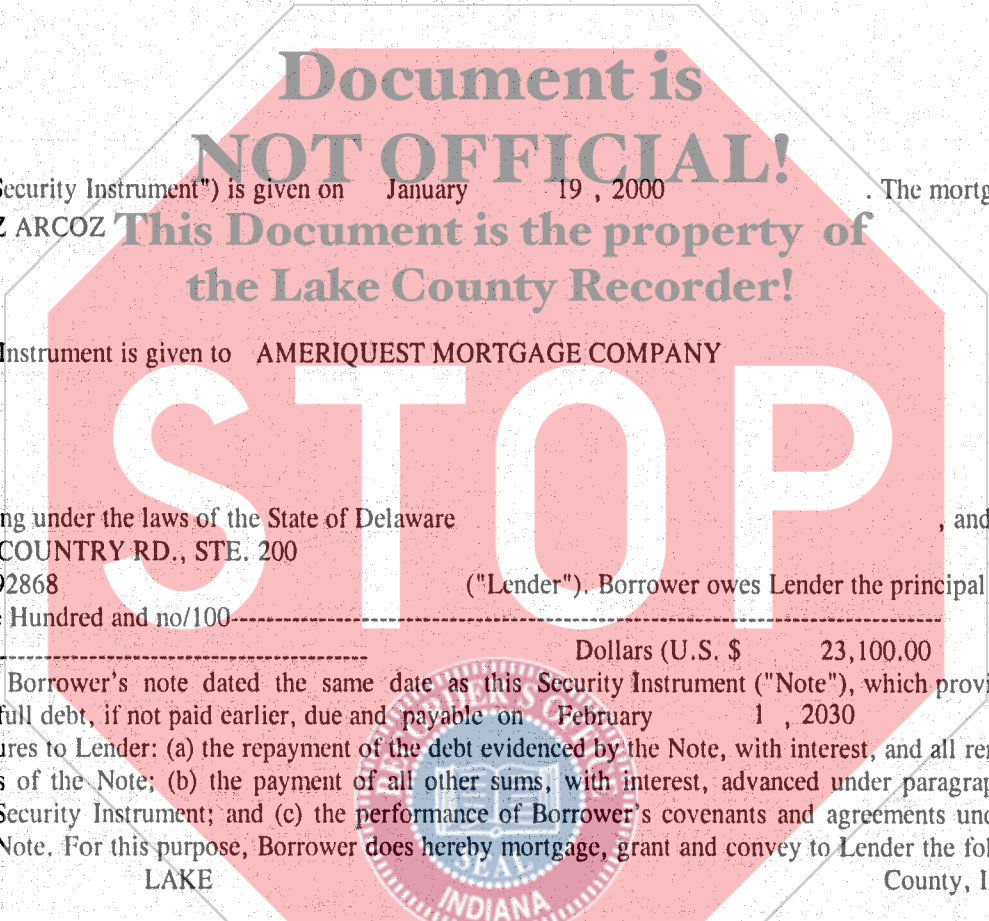 Document is
NOT OFFICIAL!
Security Instrument") is given on January 19 , 2000 . The mortg
Z ARCOZ This Document is the property of
the Lake County Recorder!
Instrument is given to AMERIQUEST MORTGAGE COMPANY
STOP
ng under the laws of the State of Delaware , and
COUNTRY RD., STE. 200
92868 ("Lender"). Borrower owes Lender the principal
Hundred and no/100-----------------------------------------------------------------
----------------------------------- Dollars (U.S. $ 23,100.00
Borrower's note dated the same date as this Security Instrument ("Note"), which provi
full debt, if not paid earlier, due and payable on February 1 , 2030
ures to Lender: (a) the repayment of the debt evidenced by the Note, with interest, and all ren
s of the Note; (b) the payment of all other sums, with interest, advanced under paragrap
Security Instrument; and (c) the performance of Borrower's covenants and agreements und
Note. For this purpose, Borrower does hereby mortgage, grant and convey to Lender the fol
LAKE County, I
RECORDER'S OFFICE
SEAL
INDIANA